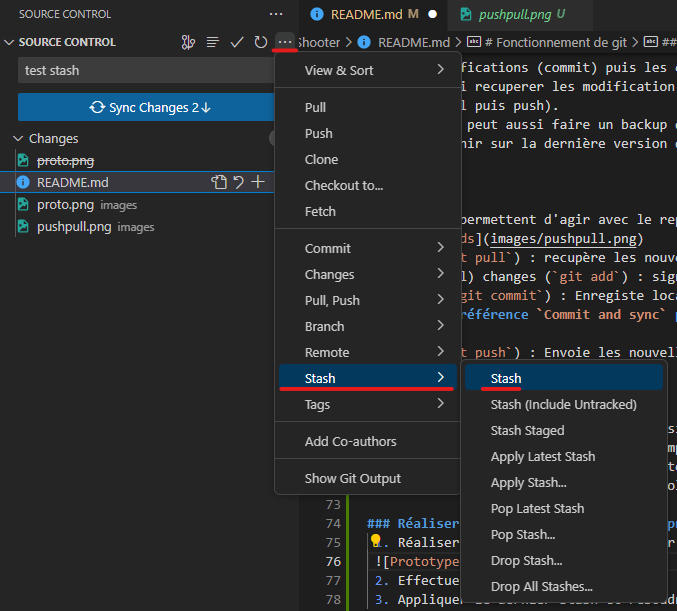 SOURCE CONTROL
SOURCE CONTROL
test stash
Sync Changes 2
Changes
proto.png
README.md
proto.png images
pushpull.png images
README.md M
pushpull.png U
Shooter > README.md > # Fonctionnement de git > ##
View & Sort
Pull
Push
Clone
Checkout to...
Fetch
Commit
Changes
Pull, Push
Branch
Remote
Stash
Tags
Add Co-authors
Show Git Output
Stash
Stash (Include Untracked)
Stash Staged
Apply Latest Stash
Apply Stash...
Pop Latest Stash
Pop Stash...
Drop Stash...
Drop All Stashes...
fications (commit) puis les
i recuperer les modification
l puis push).
peut aussi faire un backup
nir sur la dernière version
permettent d'agir avec le rep
ds](images/pushpull.png)
t pull`) : recupère les nouve
l) changes (`git add`) : sign
git commit`) : Enregiste loca
référence `Commit and sync`
t push`) : Envoie les nouvell
73
74 ### Réaliser
75 1. Réaliser
76 ![Prototype
77 2. Effectue
78 3. Appliquer